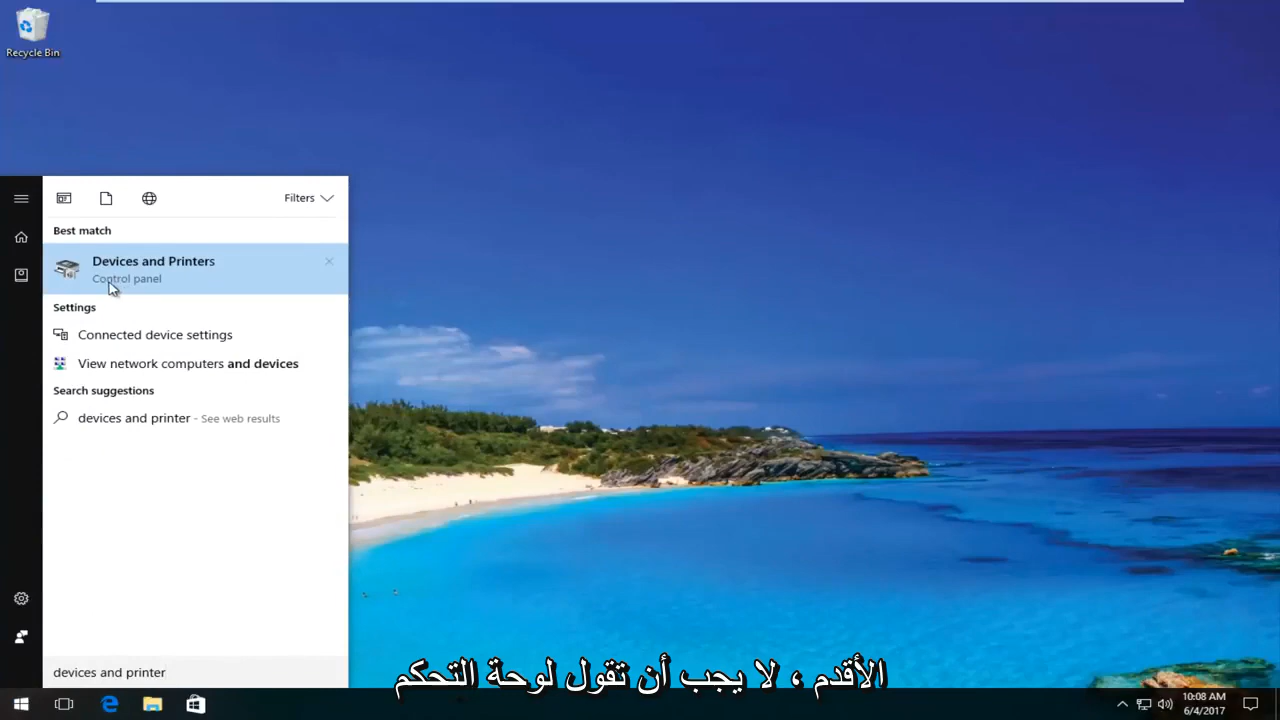 Recycle Bin
Filters
Best match
Devices and Printers
Control panel
Settings
Connected device settings
View network computers and devices
Search suggestions
devices and printer - See web results
devices and printer
الأقدم ، لا يجب أن تقول لوحة التحكم
10:08 AM
6/4/2017